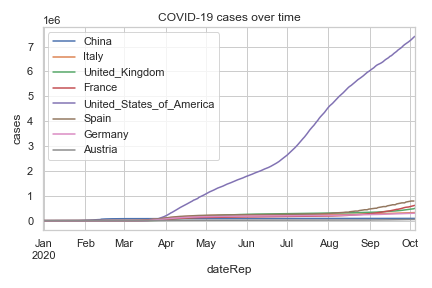 COVID-19 cases over time
1e6
7
6
5
4
3
2
1
0
cases
China
Italy
United_Kingdom
France
United_States_of_America
Spain
Germany
Austria
Jan Feb Mar Apr May Jun Jul Aug Sep Oct
2020
dateRep